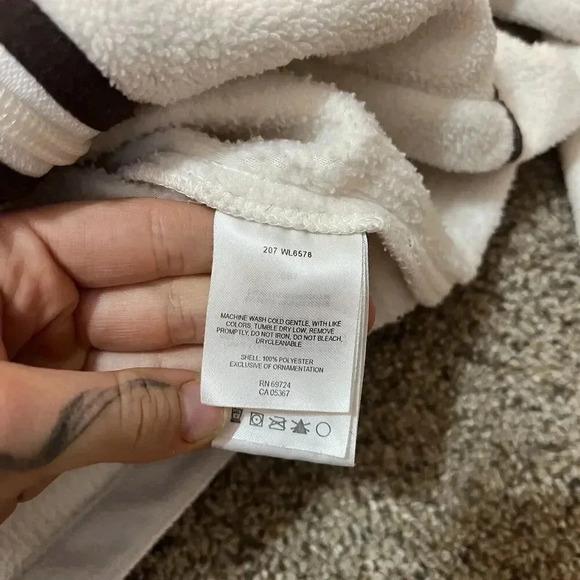 207 WL6578
MACHINE WASH COLD GENTLE, WITH LIKE
COLORS, TUMBLE DRY LOW, REMOVE
PROMPTLY, DO NOT IRON, DO NOT BLEACH,
DRYCLEANABLE
SHELL: 100% POLYESTER
EXCLUSIVE OF ORNAMENTATION
RN 69724
CA 05367